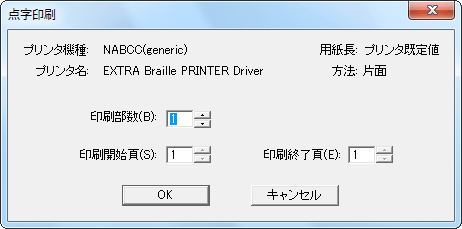 点字印刷
プリンタ機種: NABCC(generic) 用紙長: プリンタ既定値
プリンタ名: EXTRA Braille PRINTER Driver 方法: 片面
印刷部数(B): 1
印刷開始頁(S): 1 印刷終了頁(E): 1
OK キャンセル